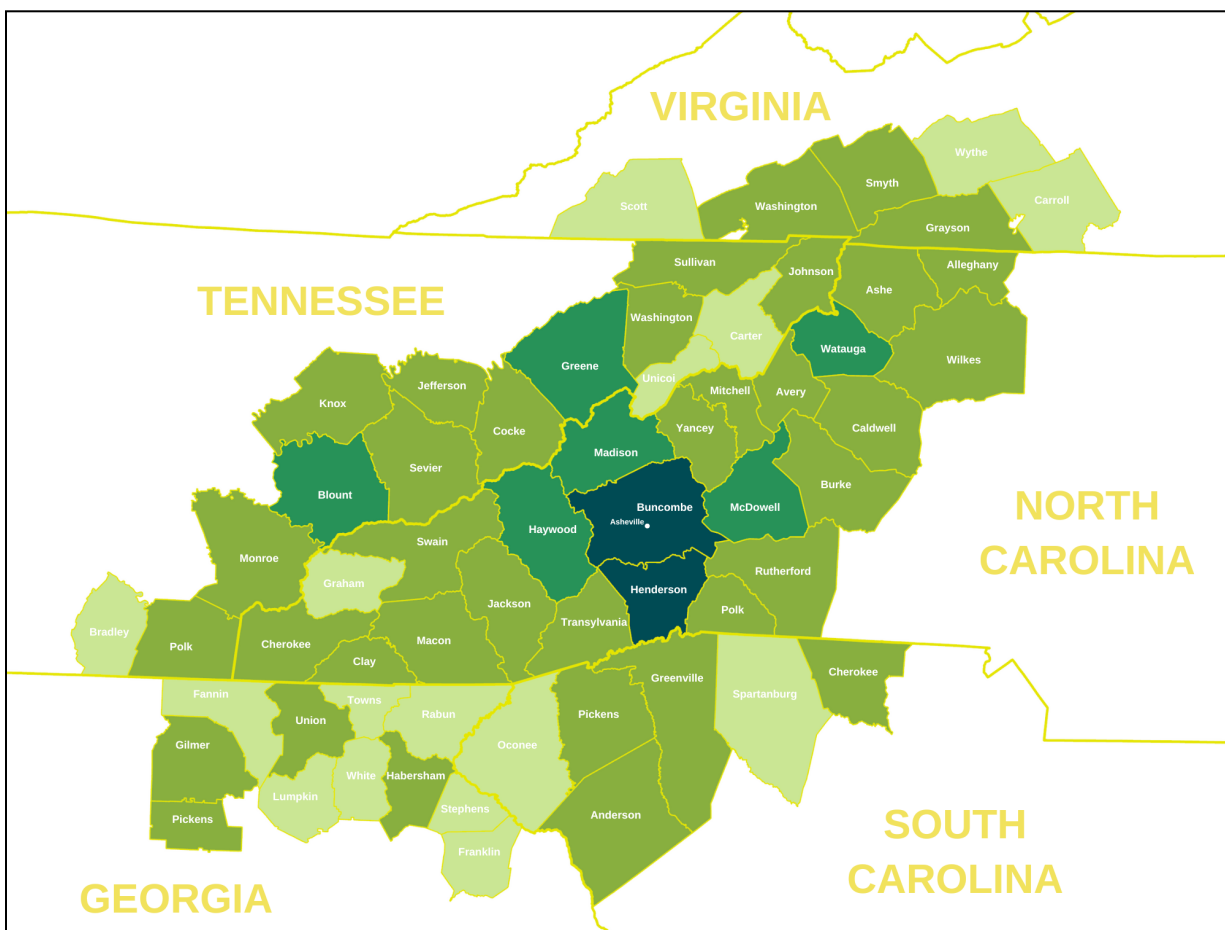 VIRGINIA
Wythe
Smyth
Carroll
Scott
Washington
Grayson
Sullivan
Johnson
Alleghany
Ashe
TENNESSEE
Washington
Carter
Watauga
Wilkes
Greene
Unicoi
Jefferson
Mitchell
Avery
Knox
Cocke
Yancey
Caldwell
Madison
Sevier
Burke
Blount
Buncombe
McDowell
NORTH
CAROLINA
Asheville
Haywood
Swain
Monroe
Rutherford
Graham
Henderson
Jackson
Polk
Transylvania
Bradley
Polk
Cherokee
Macon
Clay
Cherokee
Greenville
Fannin
Towns
Spartanburg
Rabun
Pickens
Union
Gilmer
Oconee
White
Habersham
Lumpkin
Stephens
Anderson
Pickens
SOUTH
CAROLINA
Franklin
GEORGIA